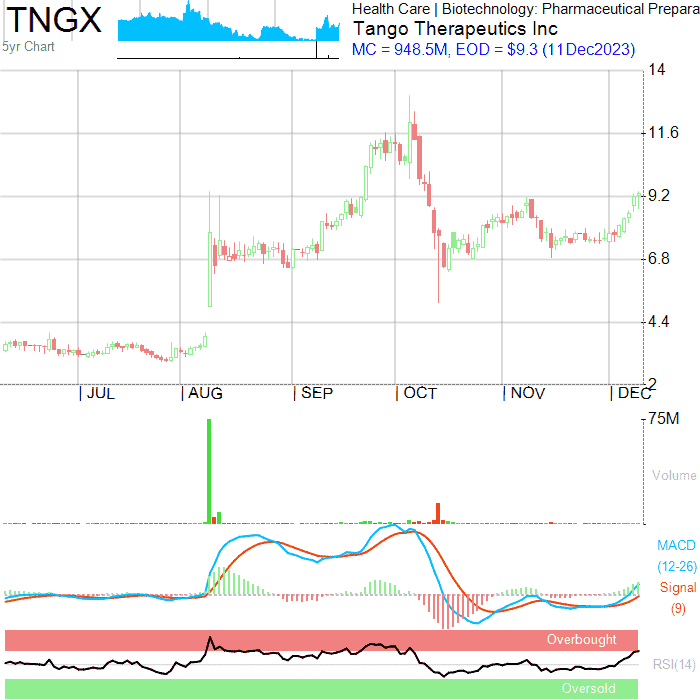 TNGX
5yr Chart
Health Care | Biotechnology: Pharmaceutical Prepara
Tango Therapeutics Inc
MC = 948.5M, EOD = $9.3 (11Dec2023)
14
11.6
9.2
6.8
4.4
2
| JUL | AUG | SEP | OCT | NOV | DEC
75M
Volume
MACD
(12-26)
Signal
(9)
Overbought
RSI(14)
Oversold